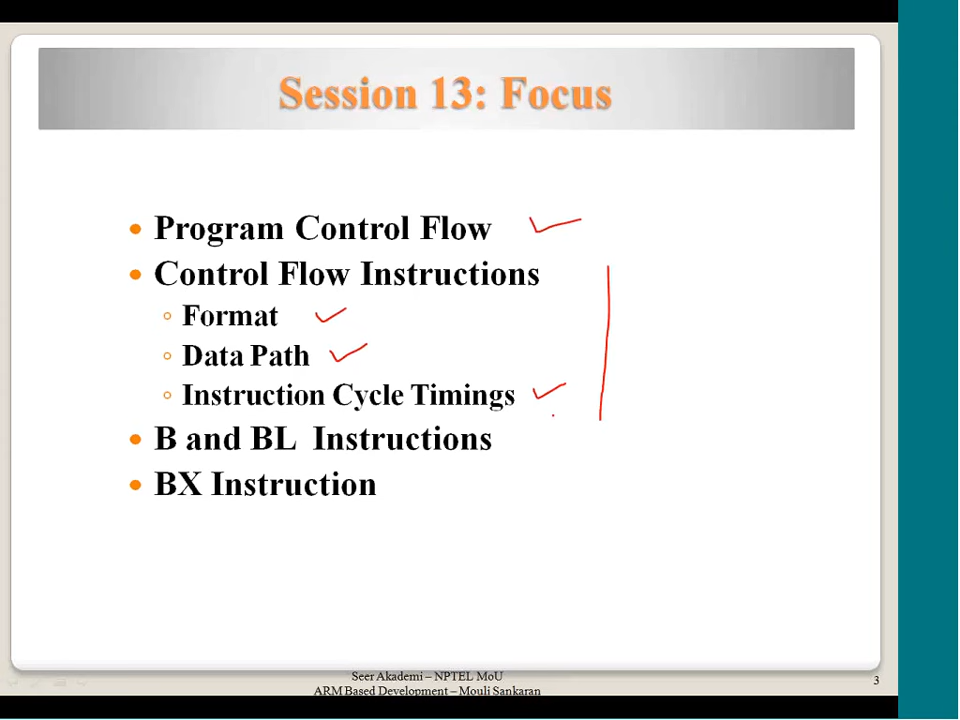 Session 13: Focus
• Program Control Flow
• Control Flow Instructions
◦ Format
◦ Data Path
◦ Instruction Cycle Timings
• B and BL Instructions
• BX Instruction
Seer Akademi – NPTEL MoU
ARM Based Development – Mouli Sankaran
3